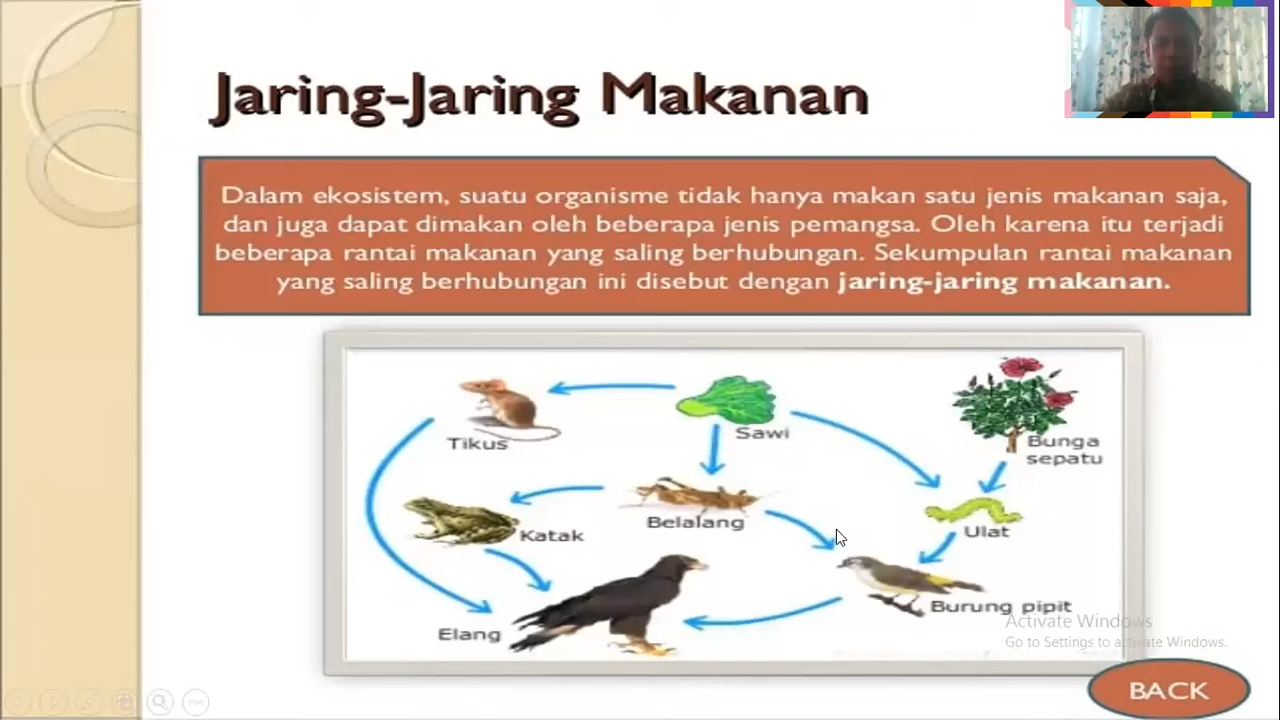 Jaring-Jaring Makanan
Dalam ekosistem, suatu organisme tidak hanya makan satu jenis makanan saja,
dan juga dapat dimakan oleh beberapa jenis pemangsa. Oleh karena itu terjadi
beberapa rantai makanan yang saling berhubungan. Sekumpulan rantai makanan
yang saling berhubungan ini disebut dengan jaring-jaring makanan.
Tikus
Sawi
Bunga
sepatu
Katak
Belalang
Ulat
Elang
Burung pipit
Activate Windows
Go to Settings to activate Windows.
BACK